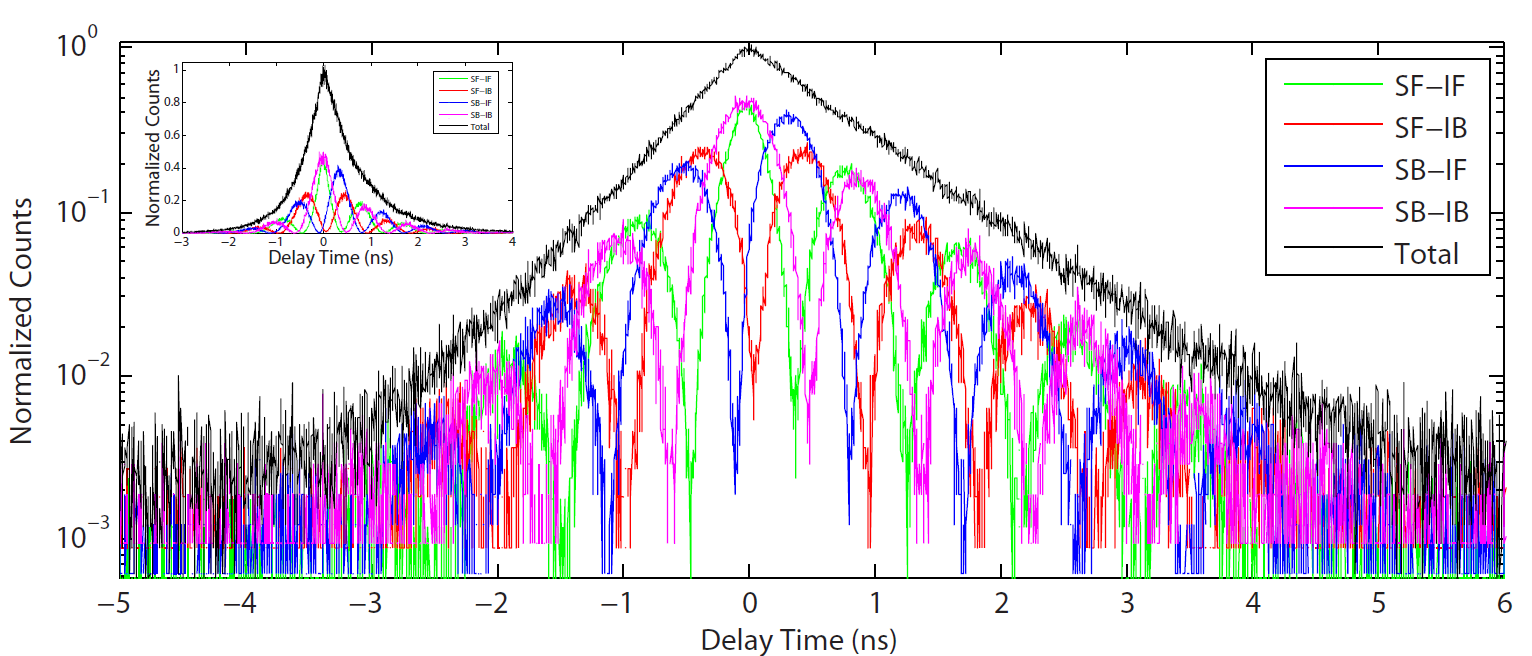 10^0
10^-1
10^-2
10^-3
Normalized Counts
−5 −4 −3 −2 −1 0 1 2 3 4 5 6
Delay Time (ns)
SF−IF
SF−IB
SB−IF
SB−IB
Total
1
0.8
0.6
0.4
0.2
0
Normalized Counts
−3 −2 −1 0 1 2 3 4
Delay Time (ns)
SF−IF
SF−IB
SB−IF
SB−IB
Total